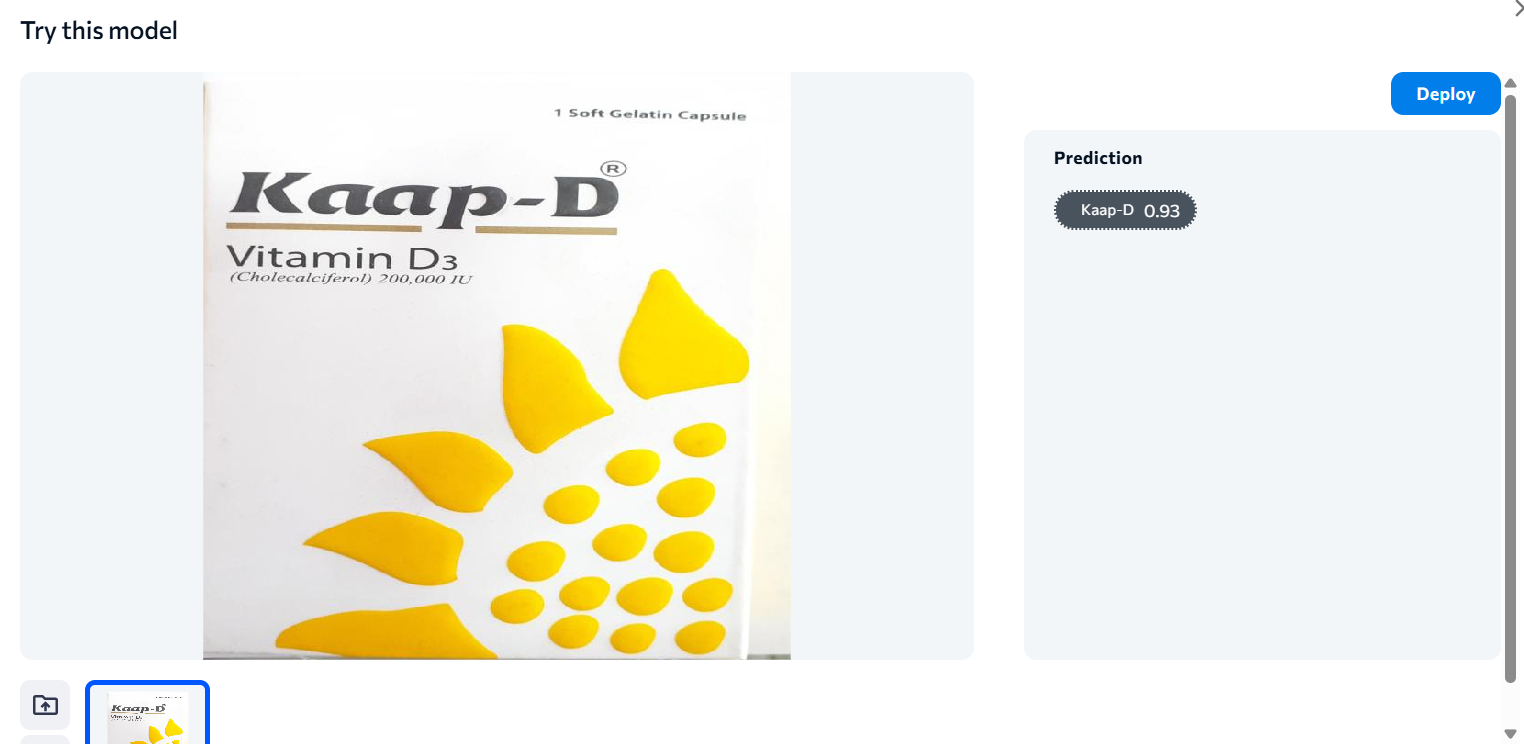 Try this model
Deploy
1 Soft Gelatin Capsule
Kaap-D®
Vitamin D3
(Cholecalciferol) 200,000 IU
Prediction
Kaap-D 0.93
Kaap-D